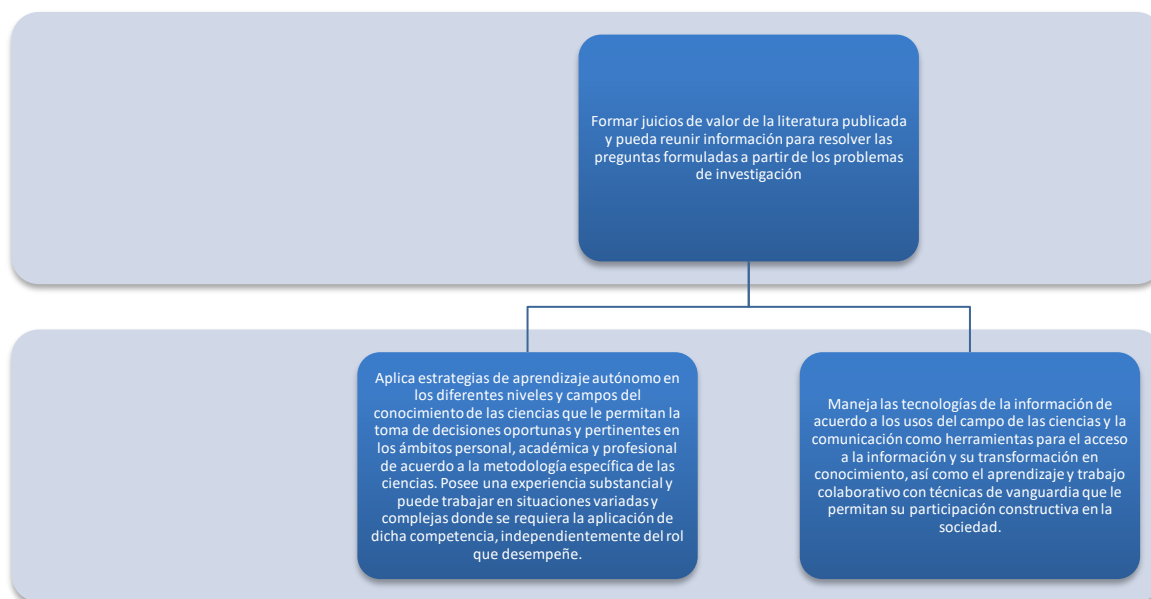 Formar juicios de valor de la literatura publicada
y pueda reunir información para resolver las
preguntas formuladas a partir de los problemas
de investigación
Aplica estrategias de aprendizaje autónomo en
los diferentes niveles y campos del
conocimiento de las ciencias que le permitan la
toma de decisiones oportunas y pertinentes en
los ámbitos personal, académica y profesional
de acuerdo a la metodología específica de las
ciencias. Posee una experiencia substancial y
puede trabajar en situaciones variadas y
complejas donde se requiera la aplicación de
dicha competencia, independientemente del rol
que desempeñe.
Maneja las tecnologías de la información de
acuerdo a los usos del campo de las ciencias y la
comunicación como herramientas para el acceso
a la información y su transformación en
conocimiento, así como el aprendizaje y trabajo
colaborativo con técnicas de vanguardia que le
permitan su participación constructiva en la
sociedad.